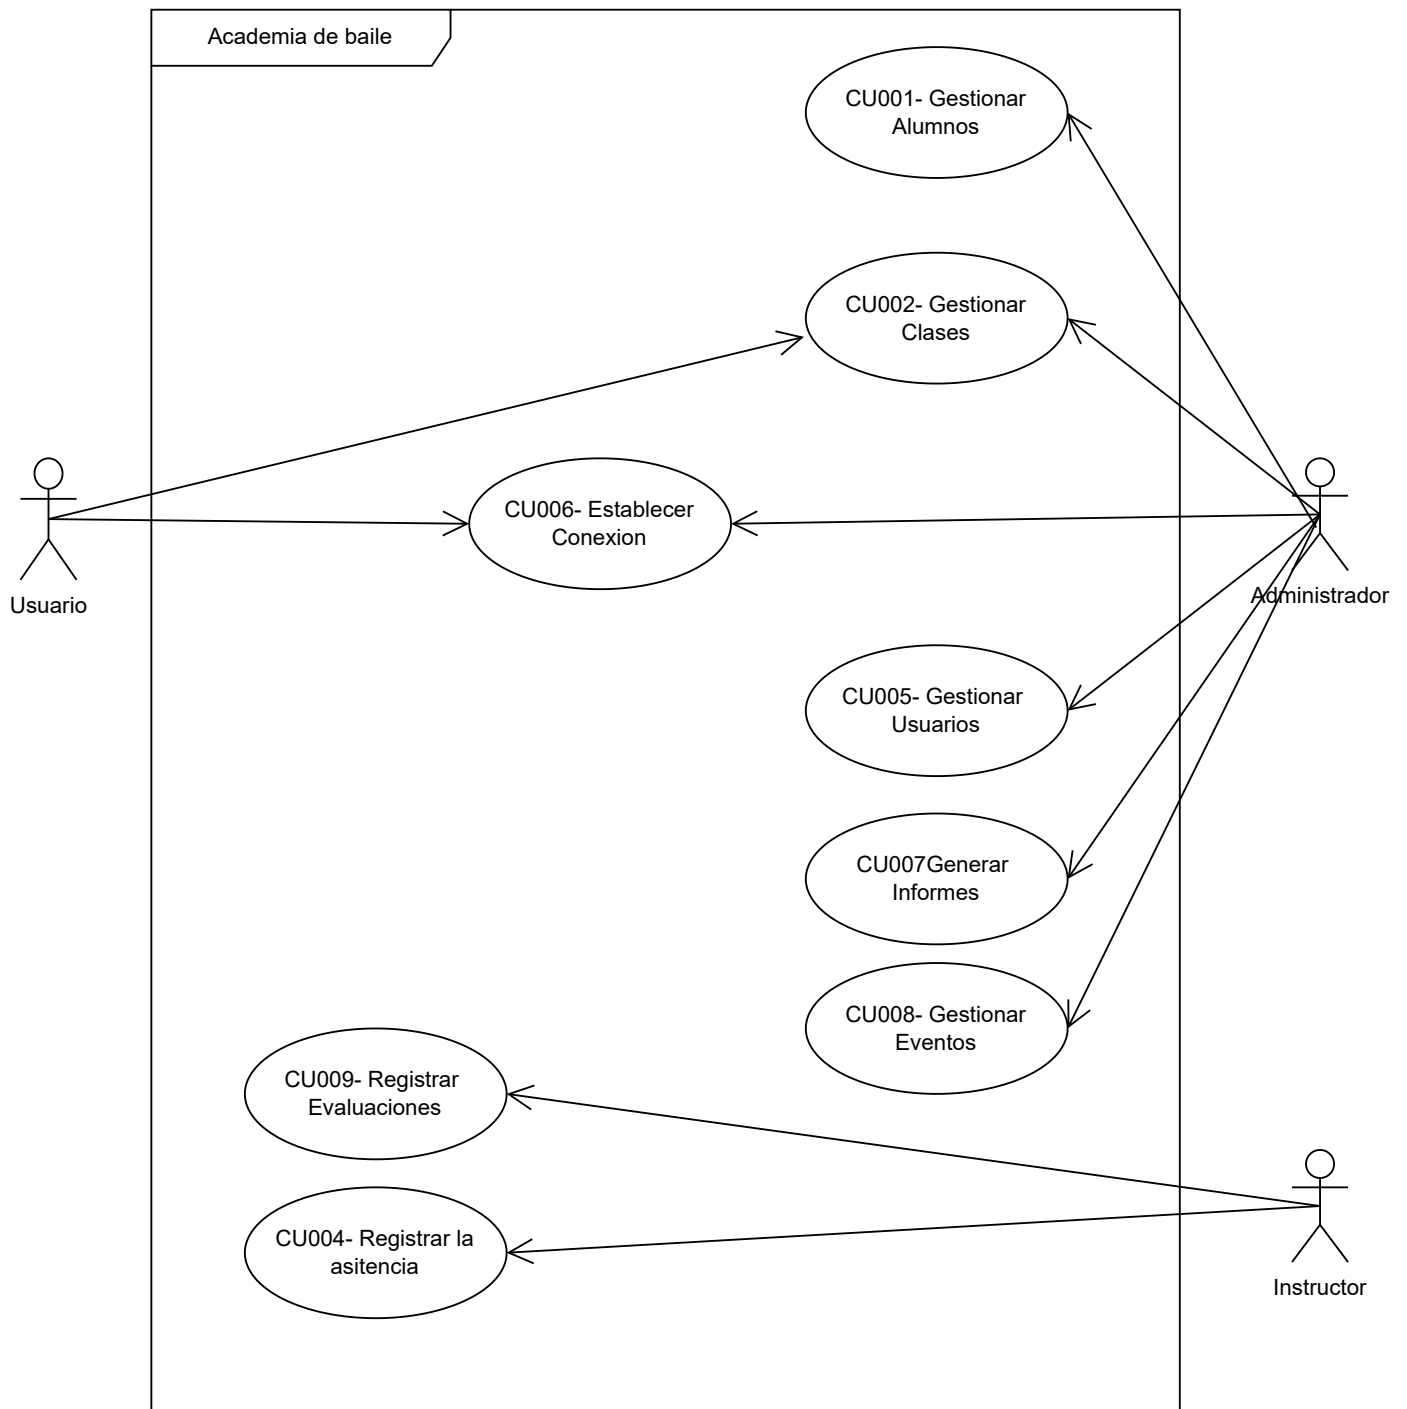 Academia de baile
CU001- Gestionar
Alumnos
CU002- Gestionar
Clases
CU006- Establecer
Conexion
Usuario
Administrador
CU005- Gestionar
Usuarios
CU007Generar
Informes
CU008- Gestionar
Eventos
CU009- Registrar
Evaluaciones
CU004- Registrar la
asitencia
Instructor